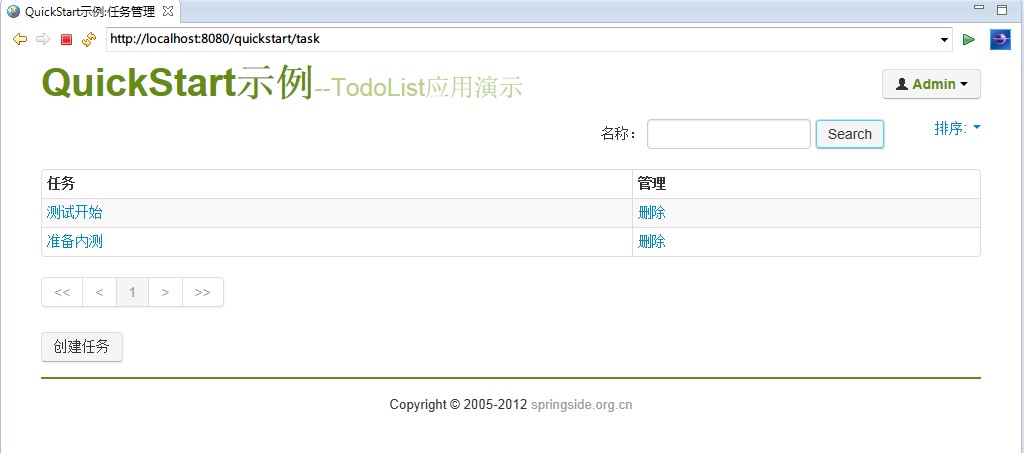 QuickStart示例:任务管理
http://localhost:8080/quickstart/task
QuickStart示例--TodoList应用演示 Admin
名称： Search 排序:
任务 管理
测试开始 删除
准备内测 删除
<< < 1 > >>
创建任务
Copyright © 2005-2012 springside.org.cn